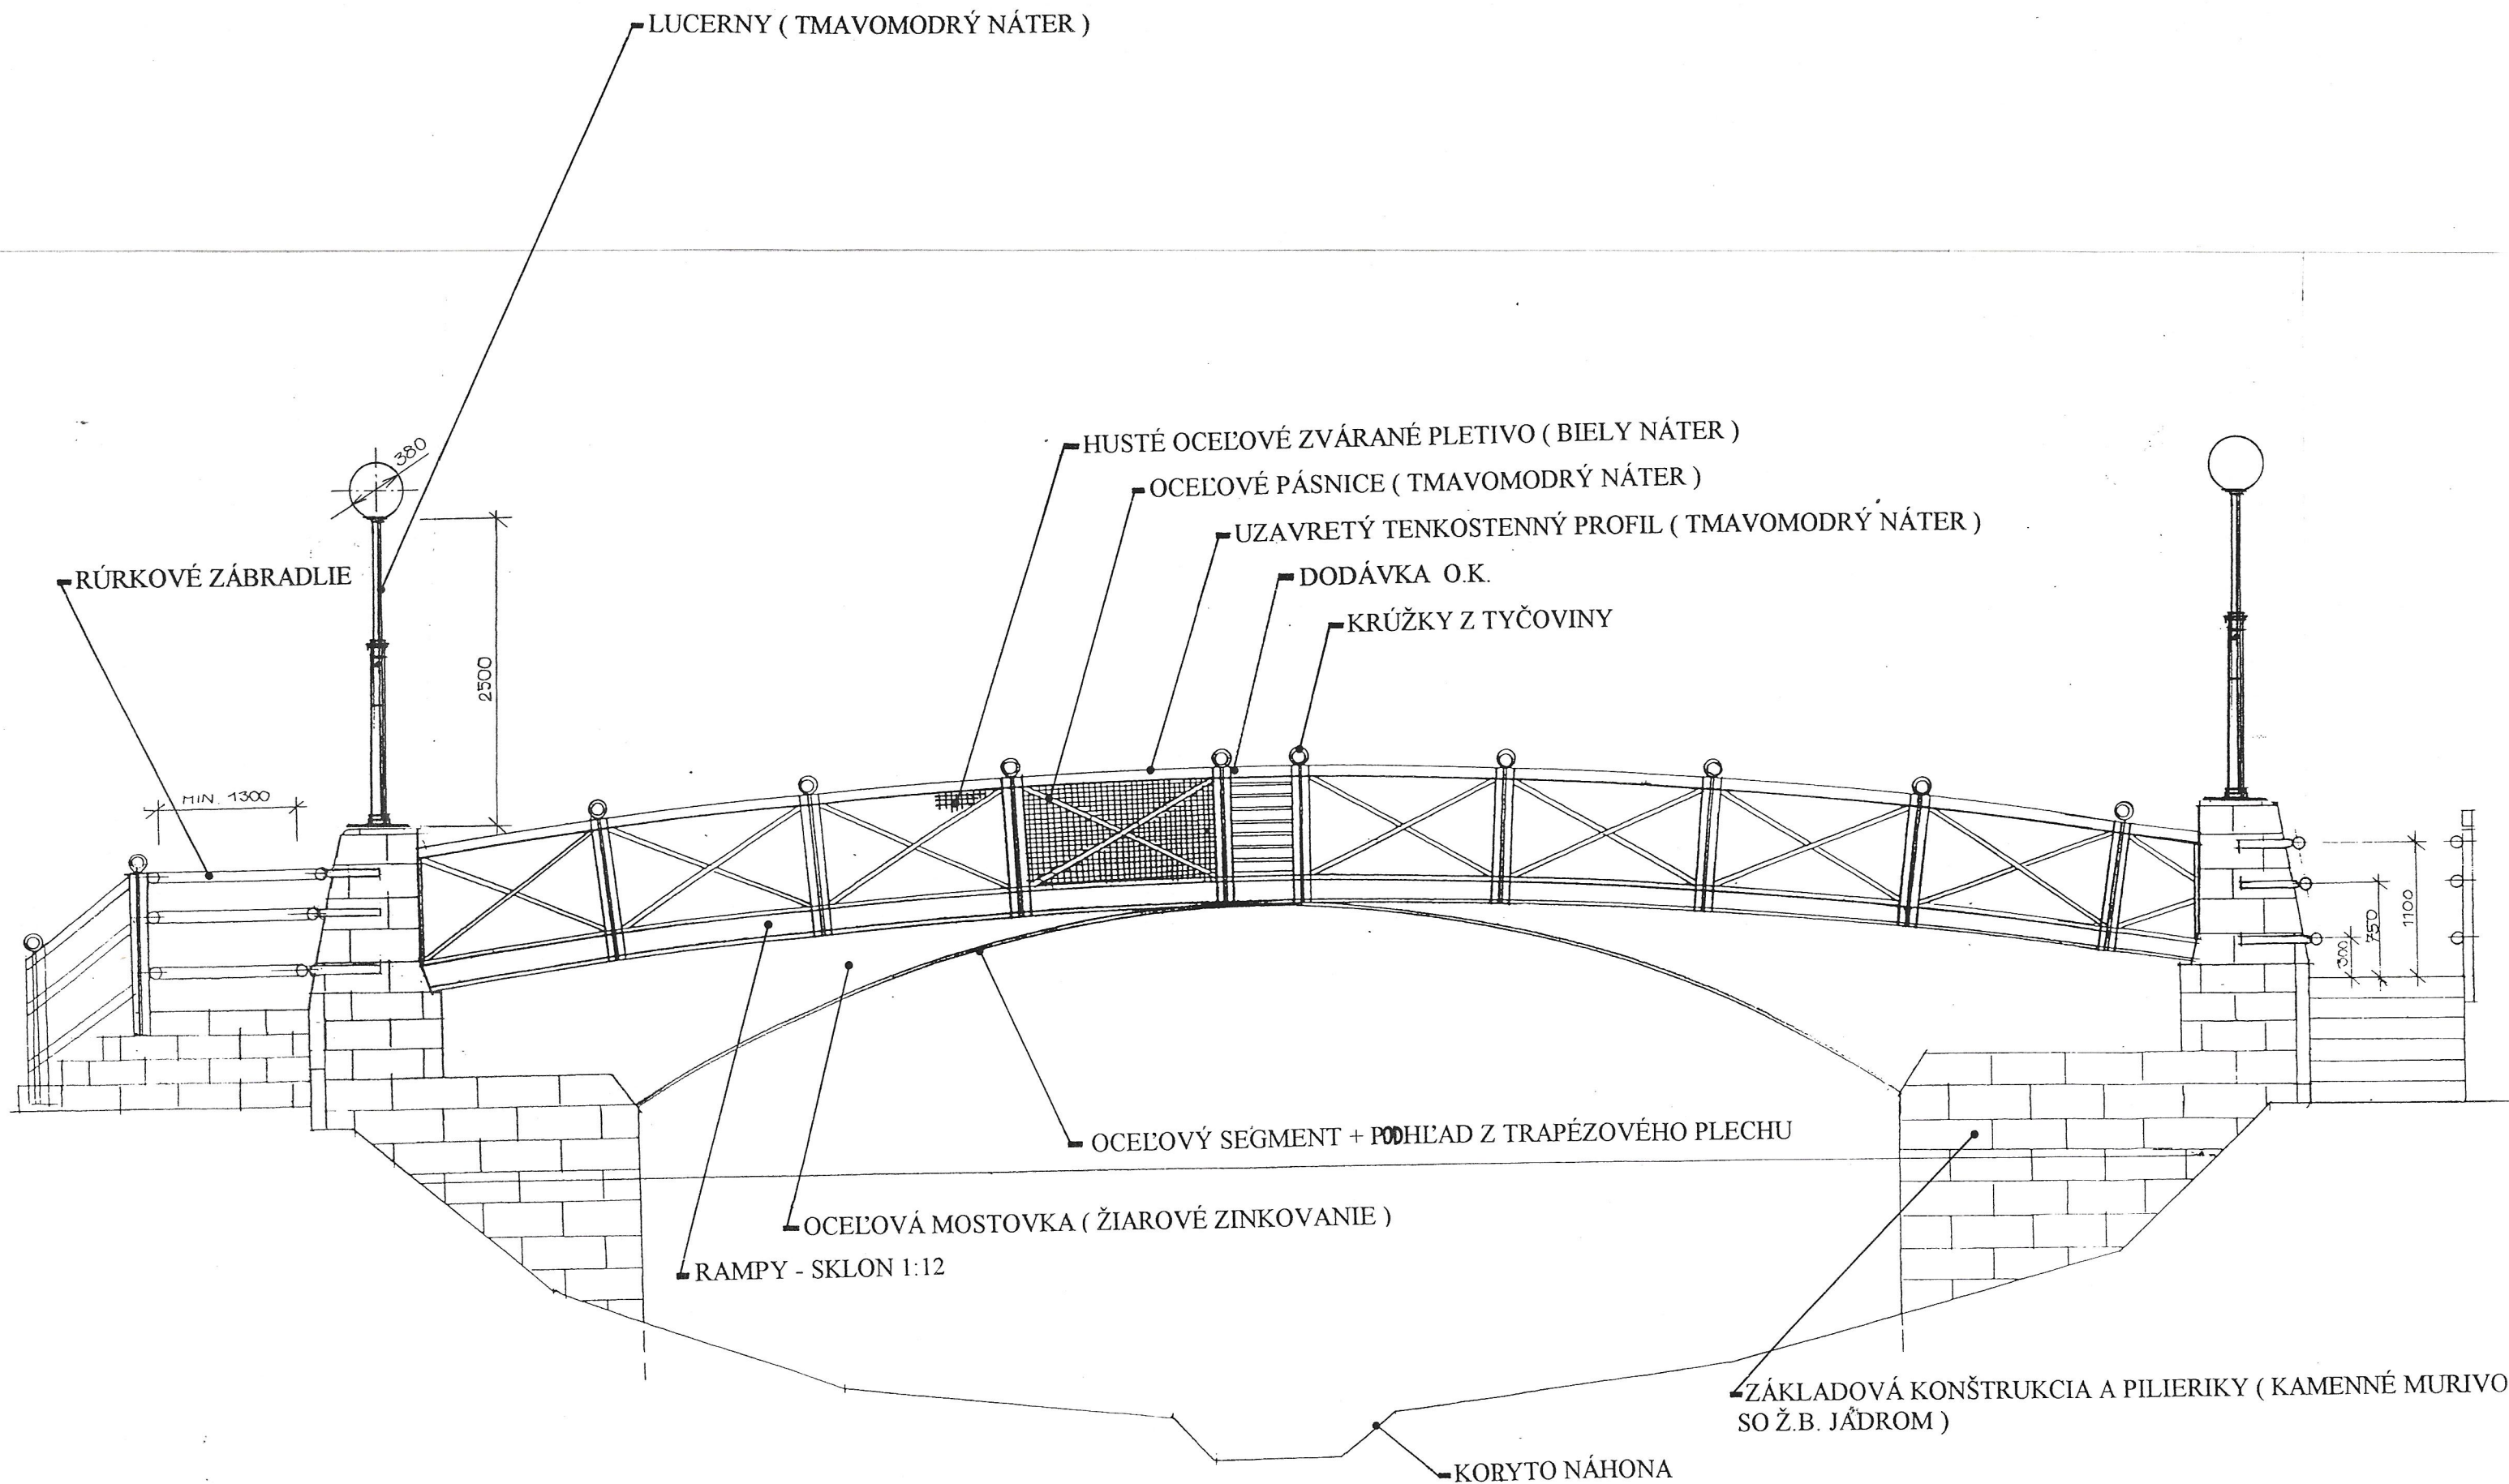 LUCERNY ( TMAVOMODRÝ NÁTER )
HUSTÉ OCEĽOVÉ ZVÁRANÉ PLETIVO ( BIELY NÁTER )
380
OCEĽOVÉ PÁSNICE ( TMAVOMODRÝ NÁTER )
UZAVRETÝ TENKOSTENNÝ PROFIL ( TMAVOMODRÝ NÁTER )
RÚRKOVÉ ZÁBRADLIE
DODÁVKA O.K.
KRÚŽKY Z TYČOVINY
2500
MIN. 1300
300
750
1100
OCEĽOVÝ SEGMENT + PODHĽAD Z TRAPÉZOVÉHO PLECHU
OCEĽOVÁ MOSTOVKA ( ŽIAROVÉ ZINKOVANIE )
RAMPY - SKLON 1:12
ZÁKLADOVÁ KONŠTRUKCIA A PILIERIKY ( KAMENNÉ MURIVO
SO Ž.B. JÁDROM )
KORYTO NÁHONA